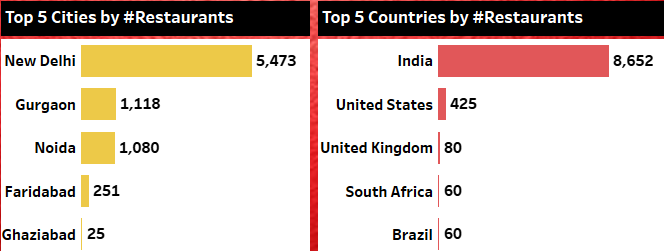 Top 5 Cities by #Restaurants
New Delhi 5,473
Gurgaon 1,118
Noida 1,080
Faridabad 251
Ghaziabad 25
Top 5 Countries by #Restaurants
India 8,652
United States 425
United Kingdom 80
South Africa 60
Brazil 60